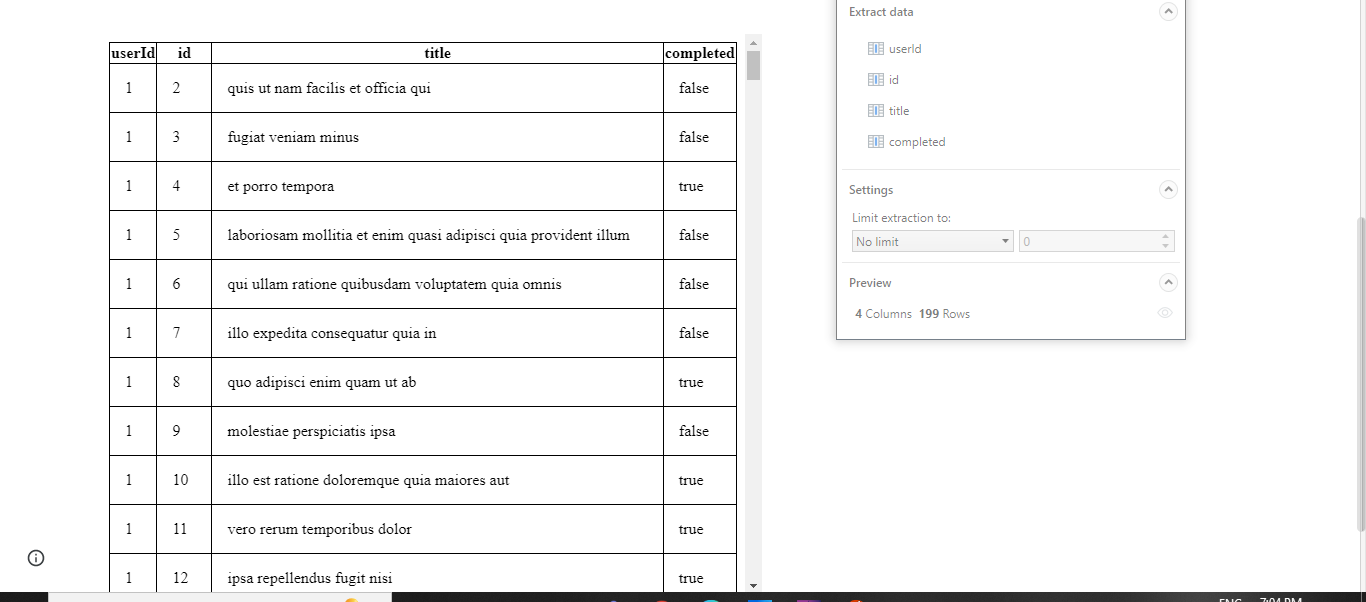 userId id title completed
1 2 quis ut nam facilis et officia qui false
1 3 fugiat veniam minus false
1 4 et porro tempora true
1 5 laboriosam mollitia et enim quasi adipisci quia provident illum false
1 6 qui ullam ratione quibusdam voluptatem quia omnis false
1 7 illo expedita consequatur quia in false
1 8 quo adipisci enim quam ut ab true
1 9 molestiae perspiciatis ipsa false
1 10 illo est ratione doloremque quia maiores aut true
1 11 vero rerum temporibus dolor true
1 12 ipsa repellendus fugit nisi true
Extract data
userId
id
title
completed
Settings
Limit extraction to:
No limit 0
Preview
4 Columns 199 Rows
ENG 7:04 PM